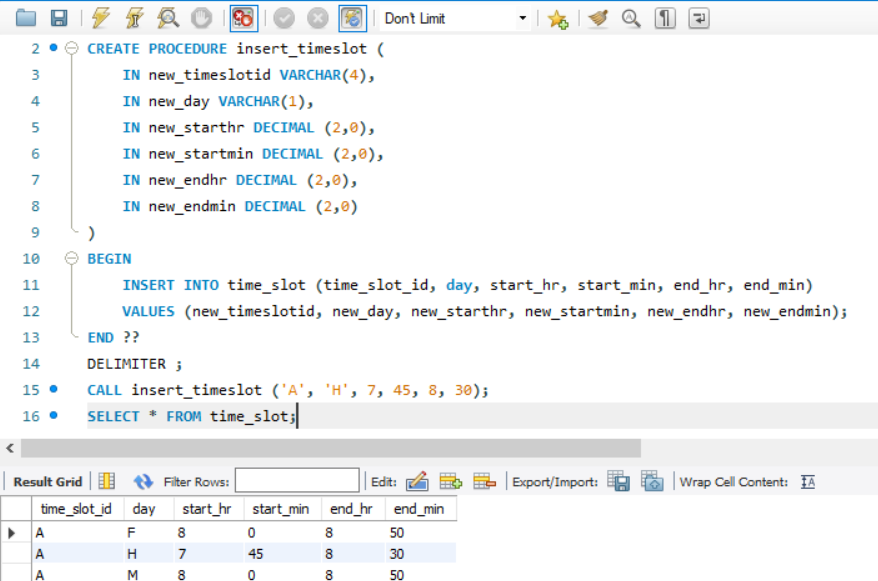 Don't Limit
2 CREATE PROCEDURE insert_timeslot (
3 IN new_timeslotid VARCHAR(4),
4 IN new_day VARCHAR(1),
5 IN new_starthr DECIMAL (2,0),
6 IN new_startmin DECIMAL (2,0),
7 IN new_endhr DECIMAL (2,0),
8 IN new_endmin DECIMAL (2,0)
9 )
10 BEGIN
11 INSERT INTO time_slot (time_slot_id, day, start_hr, start_min, end_hr, end_min)
12 VALUES (new_timeslotid, new_day, new_starthr, new_startmin, new_endhr, new_endmin);
13 END ??
14 DELIMITER ;
15 CALL insert_timeslot ('A', 'H', 7, 45, 8, 30);
16 SELECT * FROM time_slot;
Result Grid Filter Rows: Edit: Export/Import: Wrap Cell Content: IA
time_slot_id day start_hr start_min end_hr end_min
A F 8 0 8 50
A H 7 45 8 30
A M 8 0 8 50